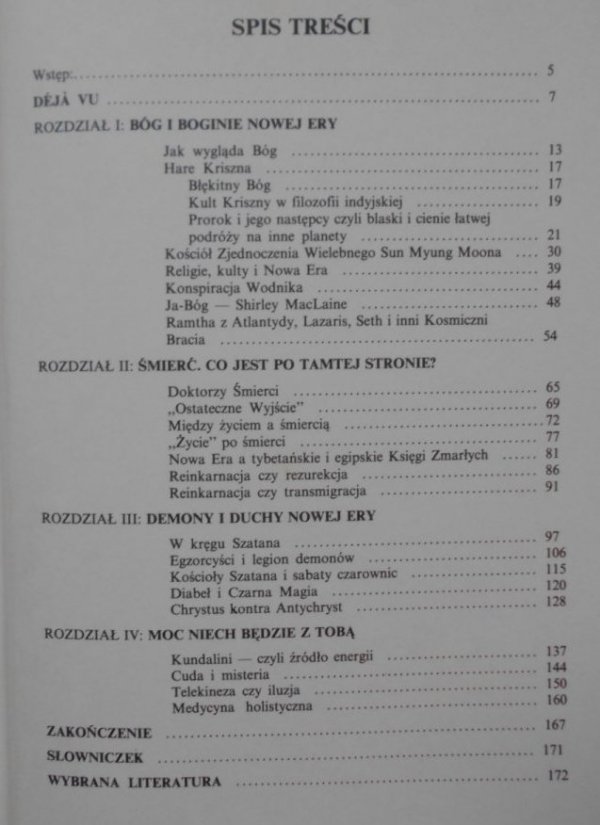 SPIS TREŚCI
Wstęp:........................ 5
DÉJÀ VU ........................ 7
ROZDZIAŁ I: BÓG I BOGINIE NOWEJ ERY
Jak wygląda Bóg ........................ 13
Hare Kriszna ........................ 17
Błękitny Bóg ........................ 17
Kult Kriszny w filozofii indyjskiej ........................ 19
Prorok i jego następcy czyli blaski i cienie łatwej
podróży na inne planety ........................ 21
Kościół Zjednoczenia Wielebnego Sun Myung Moona .... 30
Religie, kulty i Nowa Era ........................ 39
Konspiracja Wodnika ........................ 44
Ja-Bóg — Shirley MacLaine ........................ 48
Ramtha z Atlantydy, Lazaris, Seth i inni Kosmiczni
Bracia ........................ 54
ROZDZIAŁ II: ŚMIERĆ. CO JEST PO TAMTEJ STRONIE?
Doktorzy Śmierci ........................ 65
„Ostateczne Wyjście” ........................ 69
Między życiem a śmiercią ........................ 72
„Życie” po śmierci ........................ 77
Nowa Era a tybetańskie i egipskie Księgi Zmarłych ...... 81
Reinkarnacja czy rezurekcja ........................ 86
Reinkarnacja czy transmigracja ........................ 91
ROZDZIAŁ III: DEMONY I DUCHY NOWEJ ERY
W kręgu Szatana ........................ 97
Egzorcyści i legion demonów ........................ 106
Kościoły Szatana i sabaty czarownic ........................ 115
Diabeł i Czarna Magia ........................ 120
Chrystus kontra Antychryst ........................ 128
ROZDZIAŁ IV: MOC NIECH BĘDZIE Z TOBĄ
Kundalini — czyli źródło energii ........................ 137
Cuda i misteria ........................ 144
Telekineza czy iluzja ........................ 150
Medycyna holistyczna ........................ 160
ZAKOŃCZENIE ........................ 167
SŁOWNICZEK ........................ 171
WYBRANA LITERATURA ........................ 172